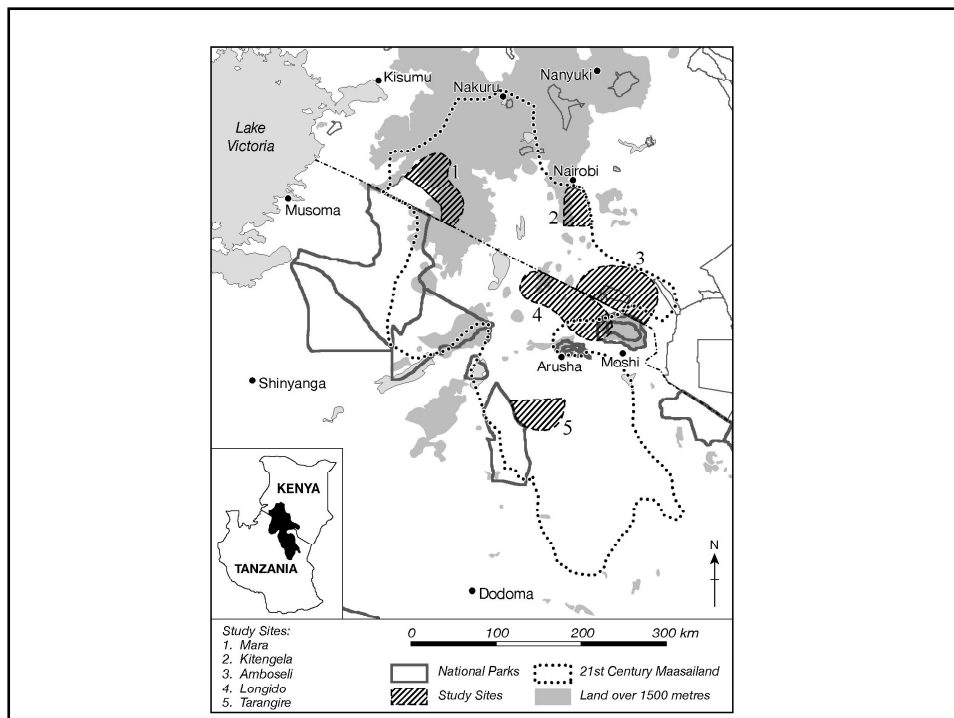 Kisumu
Nanyuki
Nakuru
Lake
Victoria
1
Nairobi
Musoma
2
3
4
Arusha
Moshi
Shinyanga
5
KENYA
TANZANIA
N
Dodoma
Study Sites:
1. Mara
2. Kitengela
3. Amboseli
4. Longido
5. Tarangire
0 100 200 300 km
National Parks
21st Century Maasailand
Study Sites
Land over 1500 metres